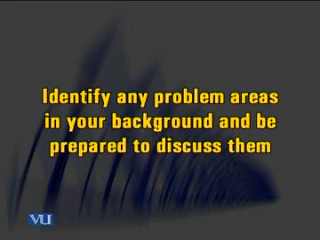 Identify any problem areas
in your background and be
prepared to discuss them
VU